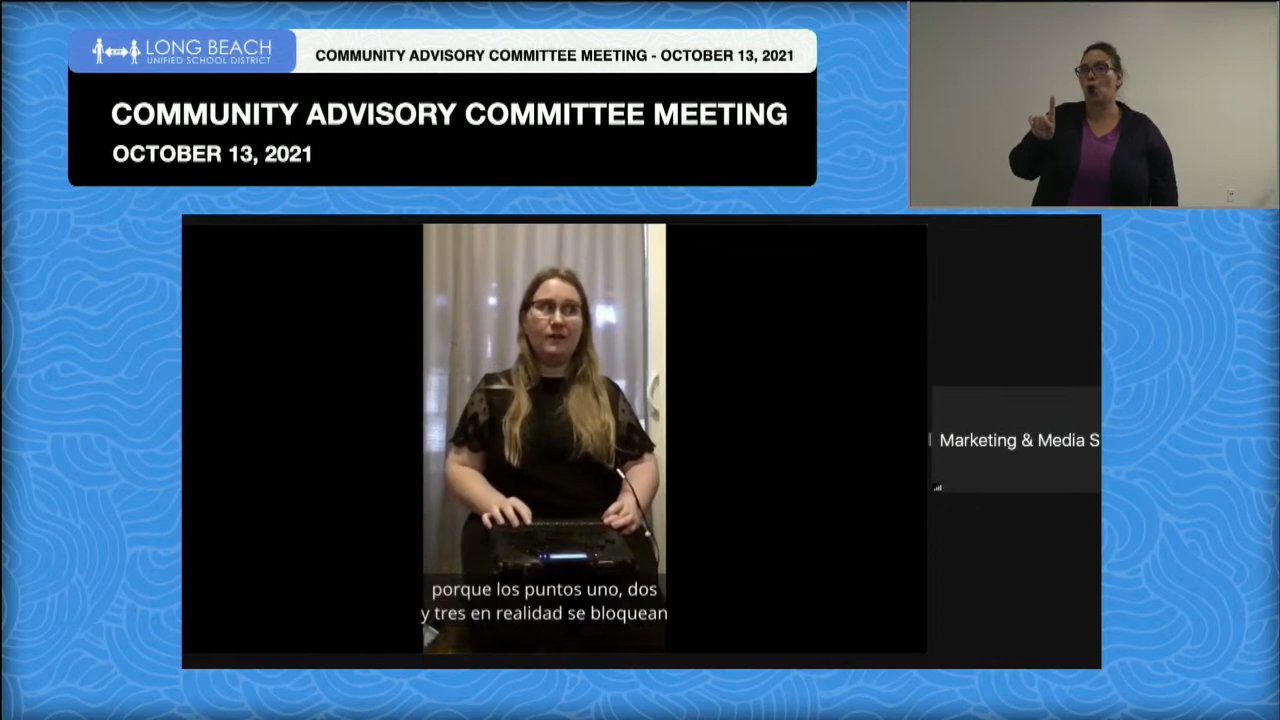 LONG BEACH
UNIFIED SCHOOL DISTRICT
COMMUNITY ADVISORY COMMITTEE MEETING - OCTOBER 13, 2021
COMMUNITY ADVISORY COMMITTEE MEETING
OCTOBER 13, 2021
Marketing & Media S
porque los puntos uno, dos
y tres en realidad se bloquean